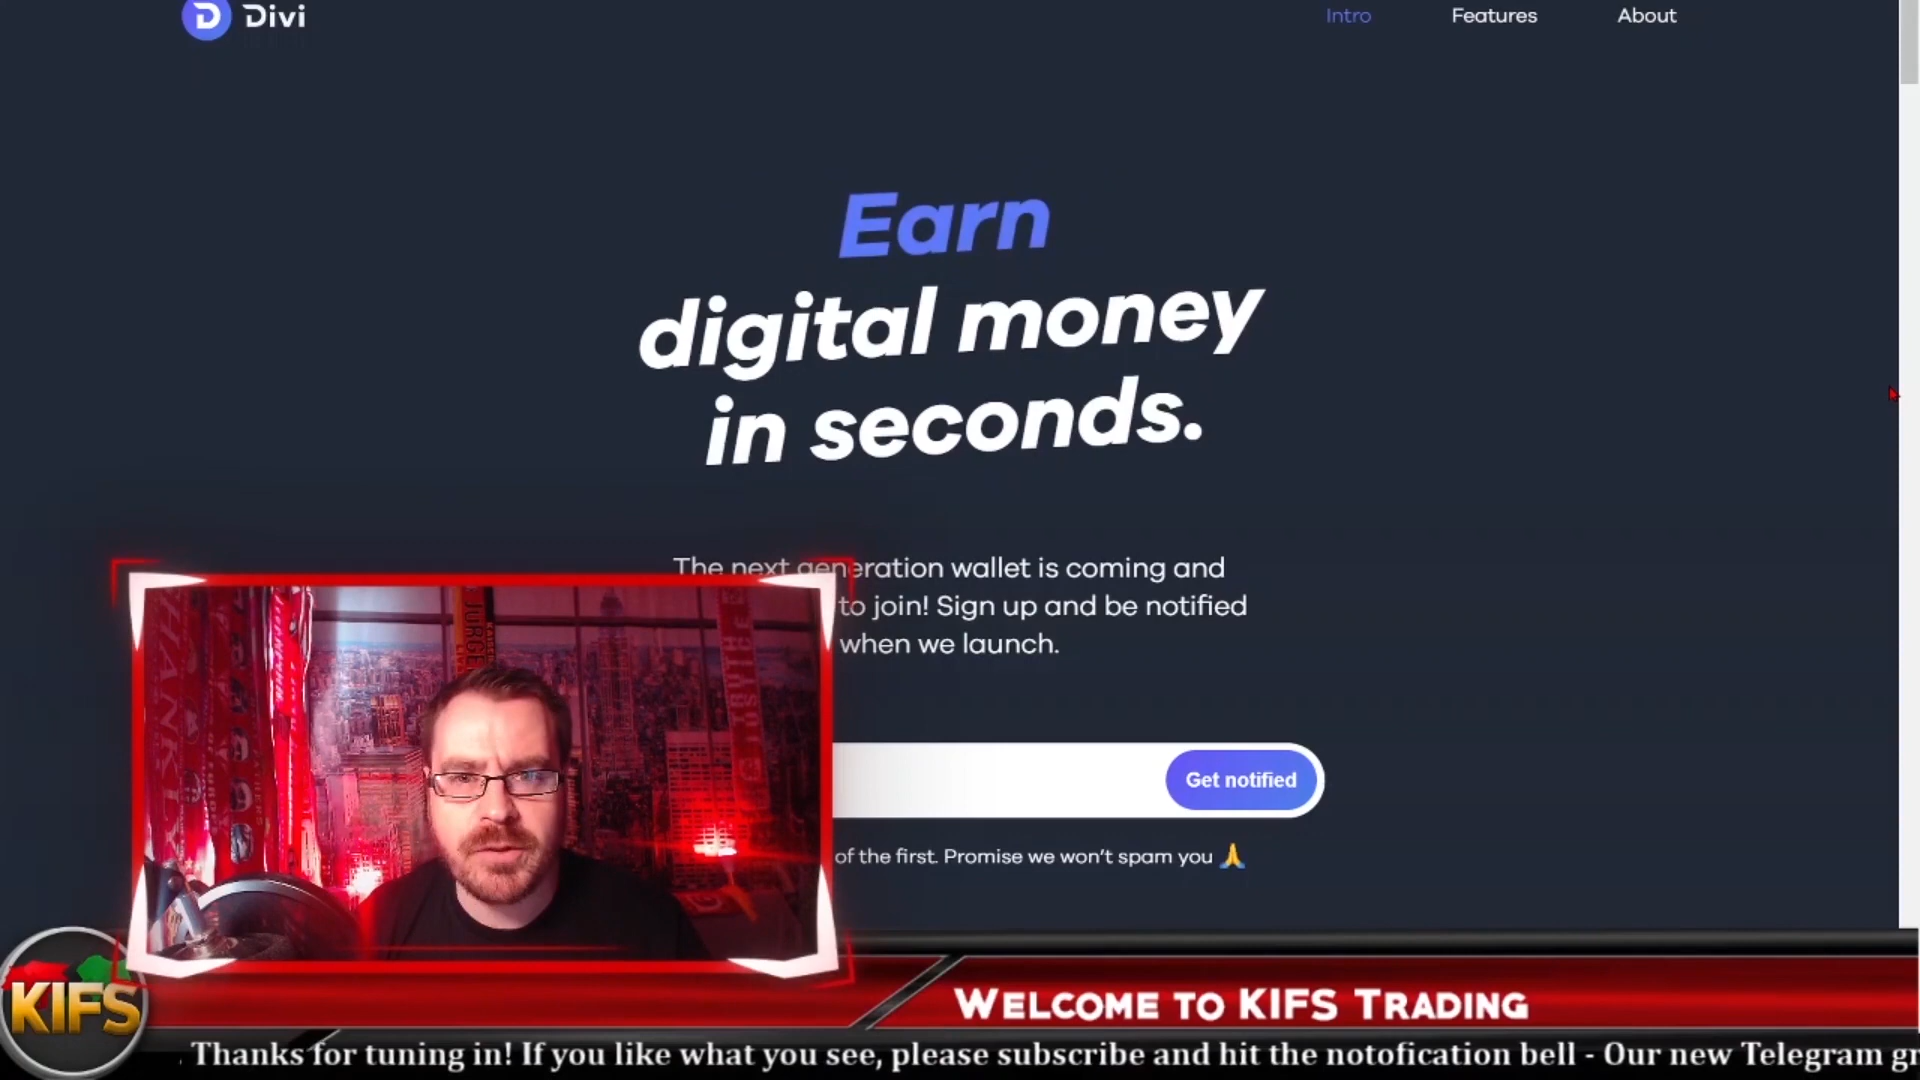 Divi
Intro
Features
About
Earn
digital money
in seconds.
The next generation wallet is coming and
to join! Sign up and be notified
when we launch.
Get notified
of the first. Promise we won't spam you 🙏
JURGE
KIFS
WELCOME TO KIFS TRADING
Thanks for tuning in! If you like what you see, please subscribe and hit the notofication bell - Our new Telegram gr